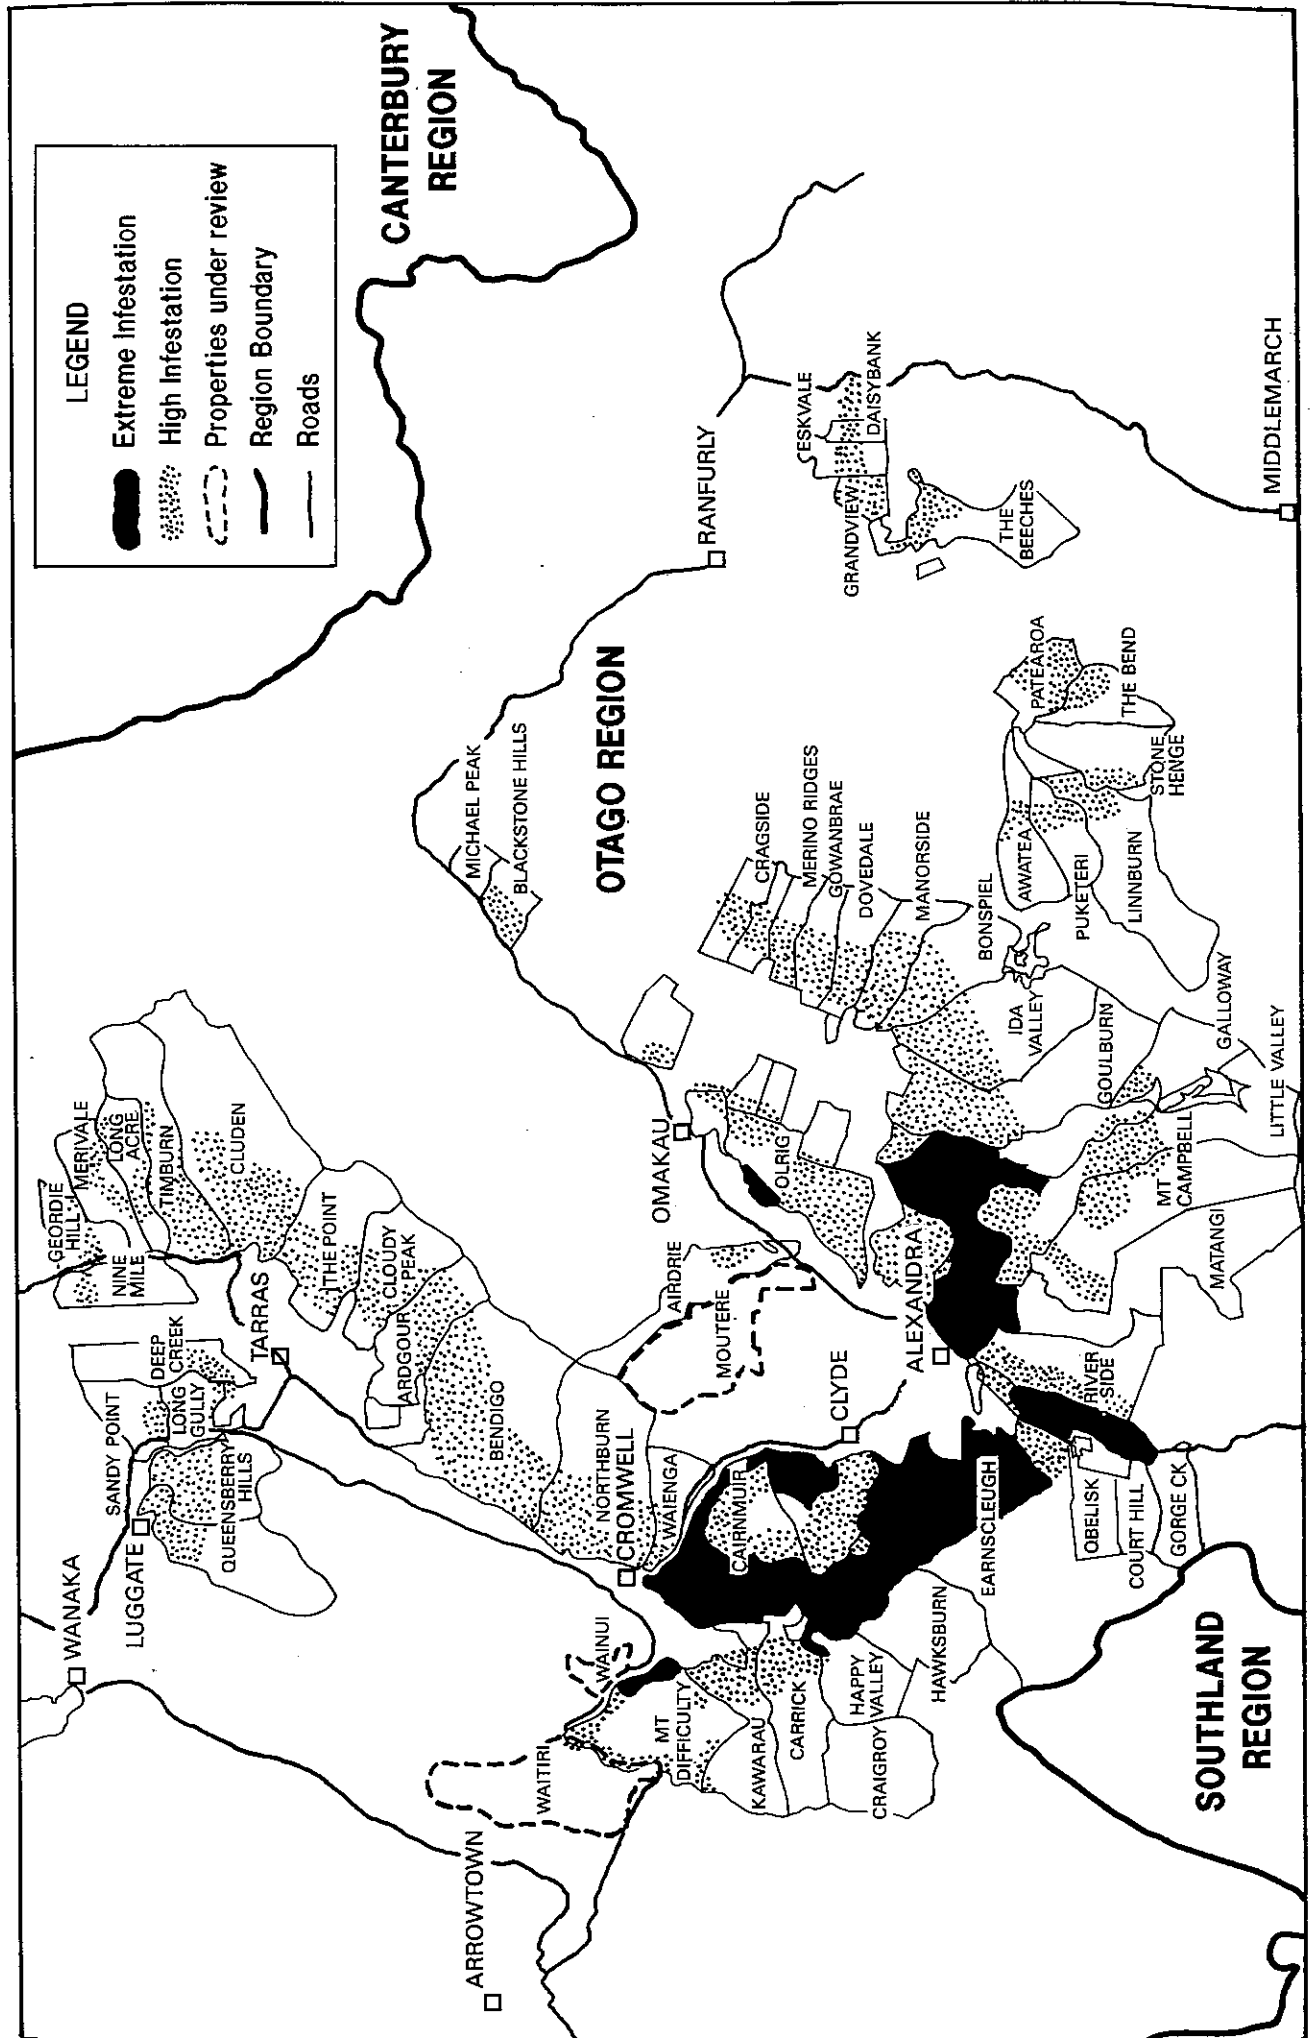 LEGEND
Extreme Infestation
High Infestation
Properties under review
Region Boundary
Roads
CANTERBURY
REGION
OTAGO REGION
SOUTHLAND
REGION
WANAKA
LUGGATE
SANDY POINT
DEEP
CREEK
LONG
GULLY
QUEENSBERRY
HILLS
GEORDIE
HILL
NINE
MILE
MERIVALE
LONG
ACRE
TIMBURN
CLUDEN
TARRAS
THE POINT
CLOUDY
PEAK
ARDGOUR
BENDIGO
NORTHBURN
CROMWELL
WAIENGA
CAIRNMUIR
AIRDRIE
MOUTERE
CLYDE
OMAKAU
OLRIG
ALEXANDRA
MICHAEL PEAK
BLACKSTONE HILLS
RANFURLY
ESKVALE
DAISYBANK
GRANDVIEW
THE
BEECHES
MIDDLEMARCH
CRAGSIDE
MERINO RIDGES
GOWANBRAE
DOVEDALE
MANORSIDE
BONSPIEL
IDA
VALLEY
AWATEA
PUKETERI
LINNBURN
PATEAROA
THE BEND
STONE
HENGE
GOULBURN
GALLOWAY
LITTLE VALLEY
MT
CAMPBELL
MATANGI
RIVER
SIDE
EARNSCLEUGH
OBELISK
COURT HILL
GORGE CK
ARROWTOWN
WAITIRI
WAINUI
MT
DIFFICULTY
KAWARAU
CARRICK
HAPPY
VALLEY
CRAIGROY
HAWKSBURN